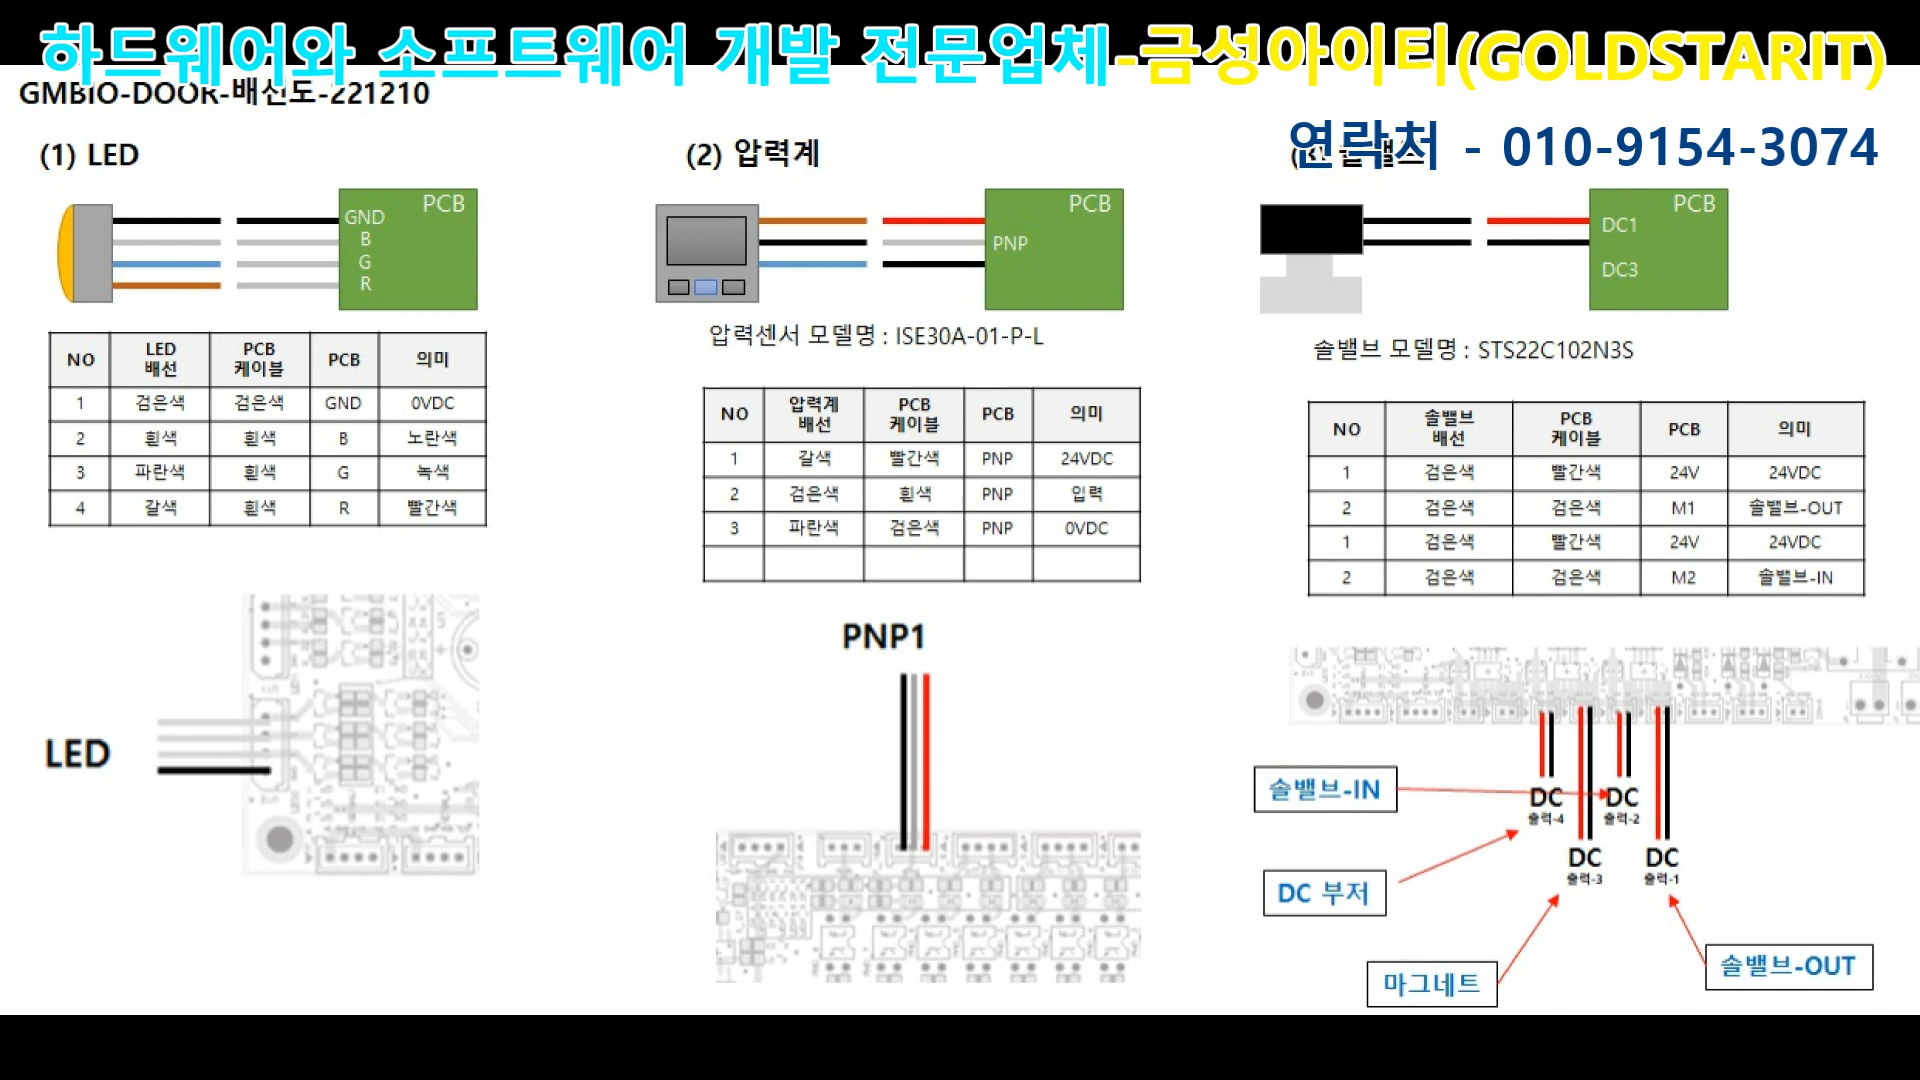 하드웨어와 소프트웨어 개발 전문업체-금성아이티(GOLDSTARIT)
GMBIO-DOOR-배선도-221210
연락처 - 010-9154-3074
(1) LED
PCB
GND
B
G
R
NO LED 배선 PCB 케이블 PCB 의미
1 검은색 검은색 GND 0VDC
2 흰색 흰색 B 노란색
3 파란색 흰색 G 녹색
4 갈색 흰색 R 빨간색
LED
(2) 압력계
PCB
PNP
압력센서 모델명 : ISE30A-01-P-L
NO 압력계 배선 PCB 케이블 PCB 의미
1 갈색 빨간색 PNP 24VDC
2 검은색 흰색 PNP 입력
3 파란색 검은색 PNP 0VDC
PNP1
PCB
DC1
DC3
솔밸브 모델명 : STS22C102N3S
NO 솔밸브 배선 PCB 케이블 PCB 의미
1 검은색 빨간색 24V 24VDC
2 검은색 검은색 M1 솔밸브-OUT
1 검은색 빨간색 24V 24VDC
2 검은색 검은색 M2 솔밸브-IN
솔밸브-IN
DC 출력-4
DC 출력-2
DC 부저
DC 출력-3
DC 출력-1
마그네트
솔밸브-OUT